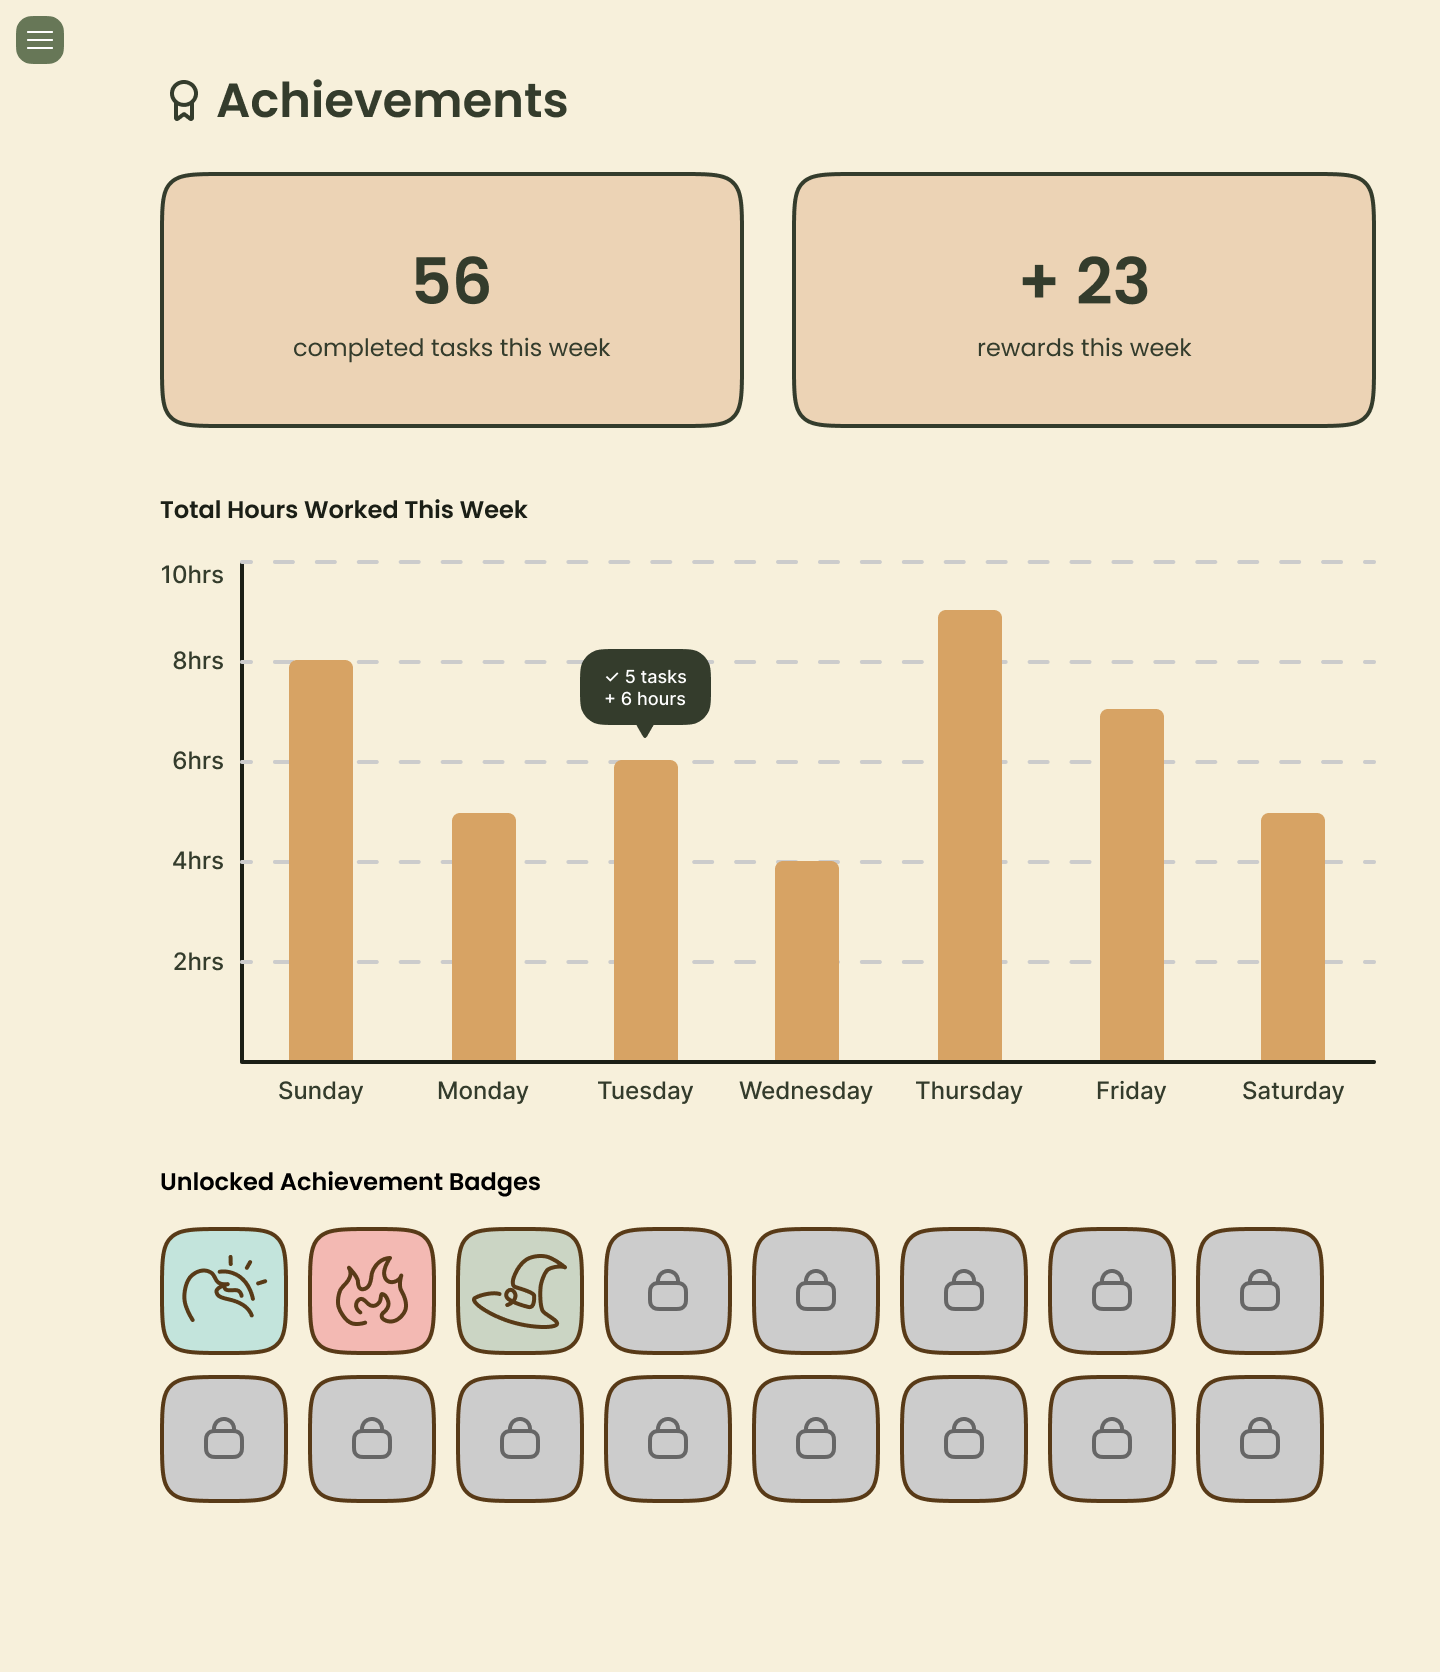 Achievements
56
completed tasks this week
+ 23
rewards this week
Total Hours Worked This Week
10hrs
8hrs
✓ 5 tasks
+ 6 hours
6hrs
4hrs
2hrs
Sunday Monday Tuesday Wednesday Thursday Friday Saturday
Unlocked Achievement Badges